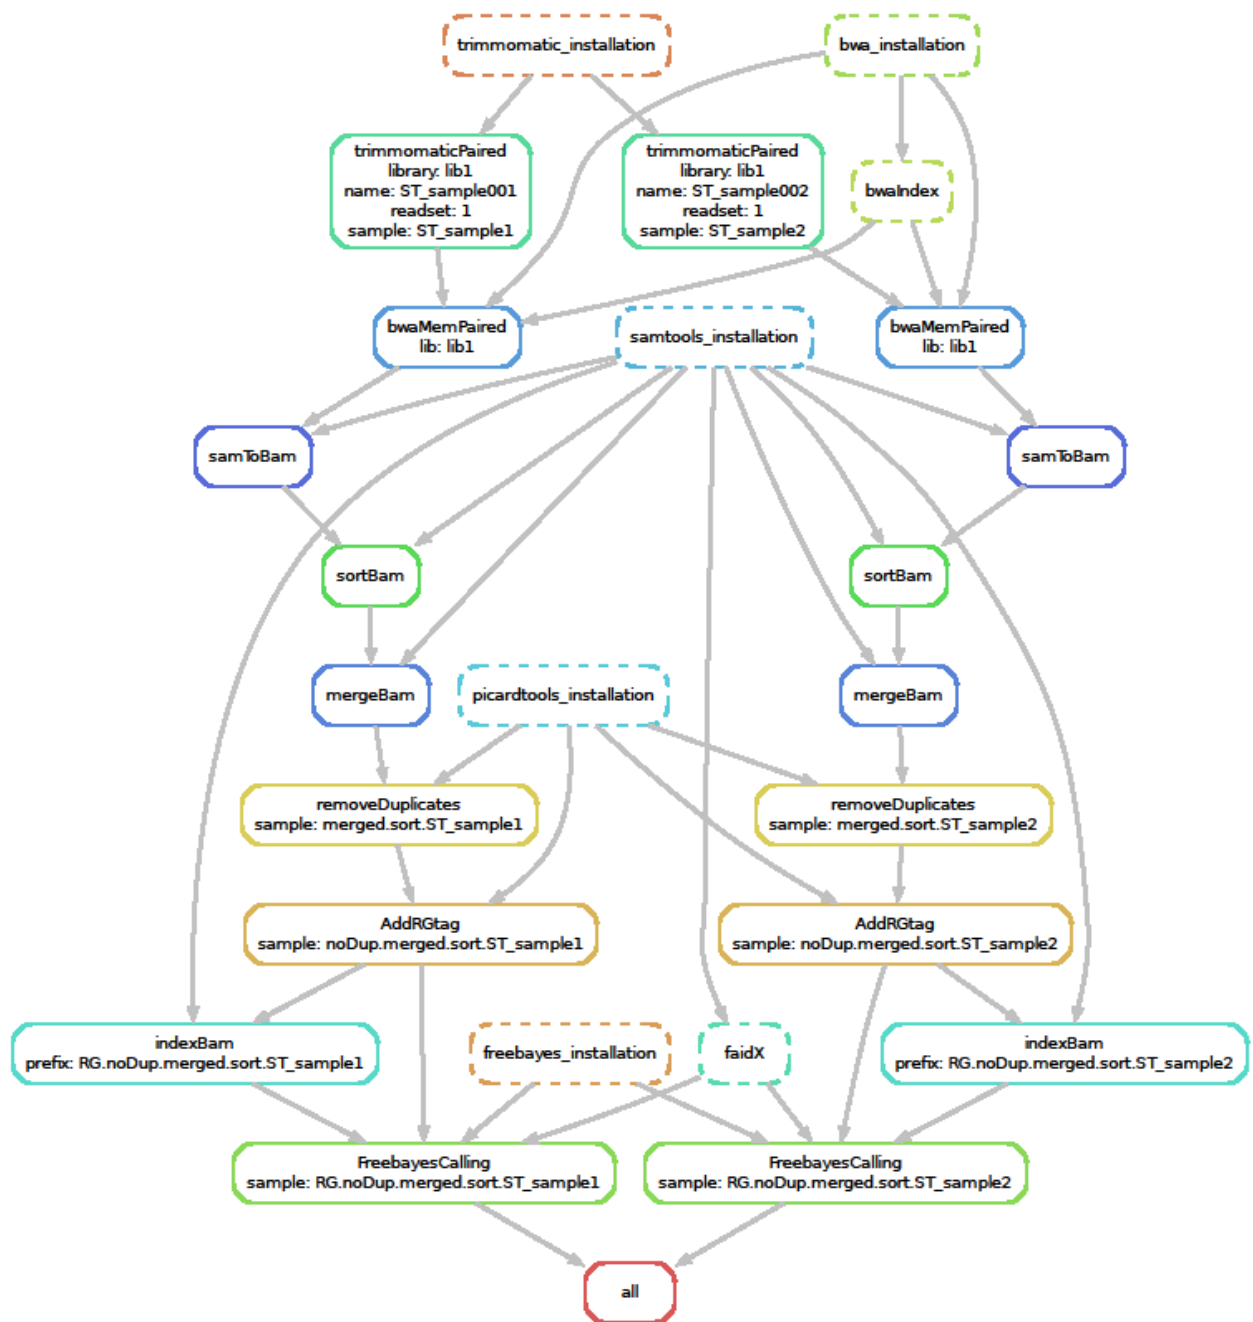 trimmomatic_installation
bwa_installation
trimmomaticPaired
library: lib1
name: ST_sample001
readset: 1
sample: ST_sample1
trimmomaticPaired
library: lib1
name: ST_sample002
readset: 1
sample: ST_sample2
bwaIndex
bwaMemPaired
lib: lib1
samtools_installation
bwaMemPaired
lib: lib1
samToBam
samToBam
sortBam
sortBam
mergeBam
picardtools_installation
mergeBam
removeDuplicates
sample: merged.sort.ST_sample1
removeDuplicates
sample: merged.sort.ST_sample2
AddRGtag
sample: noDup.merged.sort.ST_sample1
AddRGtag
sample: noDup.merged.sort.ST_sample2
indexBam
prefix: RG.noDup.merged.sort.ST_sample1
freebayes_installation
faidX
indexBam
prefix: RG.noDup.merged.sort.ST_sample2
FreebayesCalling
sample: RG.noDup.merged.sort.ST_sample1
FreebayesCalling
sample: RG.noDup.merged.sort.ST_sample2
all